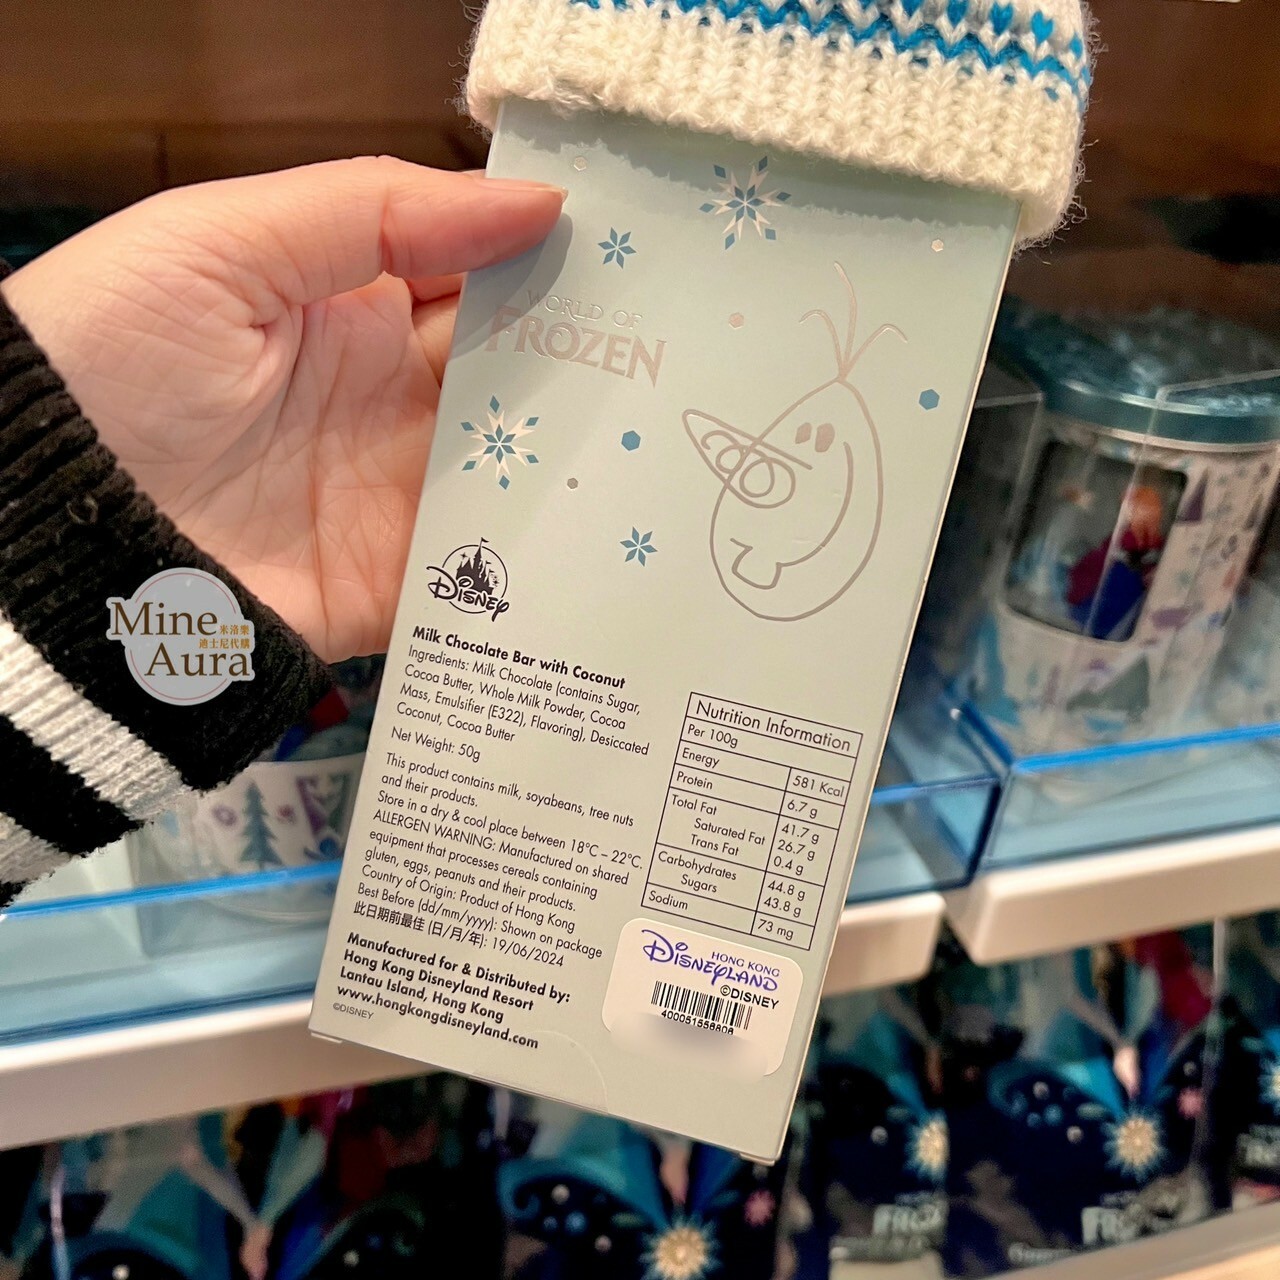 WORLD OF
FROZEN
Disney
Milk Chocolate Bar with Coconut
Ingredients: Milk Chocolate (contains Sugar,
Cocoa Butter, Whole Milk Powder, Cocoa
Mass, Emulsifier (E322), Flavoring), Desiccated
Coconut, Cocoa Butter
Net Weight: 50g
This product contains milk, soyabeans, tree nuts
and their products.
Store in a dry & cool place between 18°C – 22°C.
ALLERGEN WARNING: Manufactured on shared
equipment that processes cereals containing
gluten, eggs, peanuts and their products.
Country of Origin: Product of Hong Kong
Best Before (dd/mm/yyyy): Shown on package
此日期前最佳 (日/月/年): 19/06/2024
Manufactured for & Distributed by:
Hong Kong Disneyland Resort
Lantau Island, Hong Kong
www.hongkongdisneyland.com
©DISNEY
Nutrition Information
Per 100g
Energy 581 Kcal
Protein 6.7 g
Total Fat 41.7 g
Saturated Fat 26.7 g
Trans Fat 0.4 g
Carbohydrates 44.8 g
Sugars 43.8 g
Sodium 73 mg
HONG KONG
DISNEYLAND
©DISNEY
400051556806
Mine
米洛樂
迪士尼代購
Aura